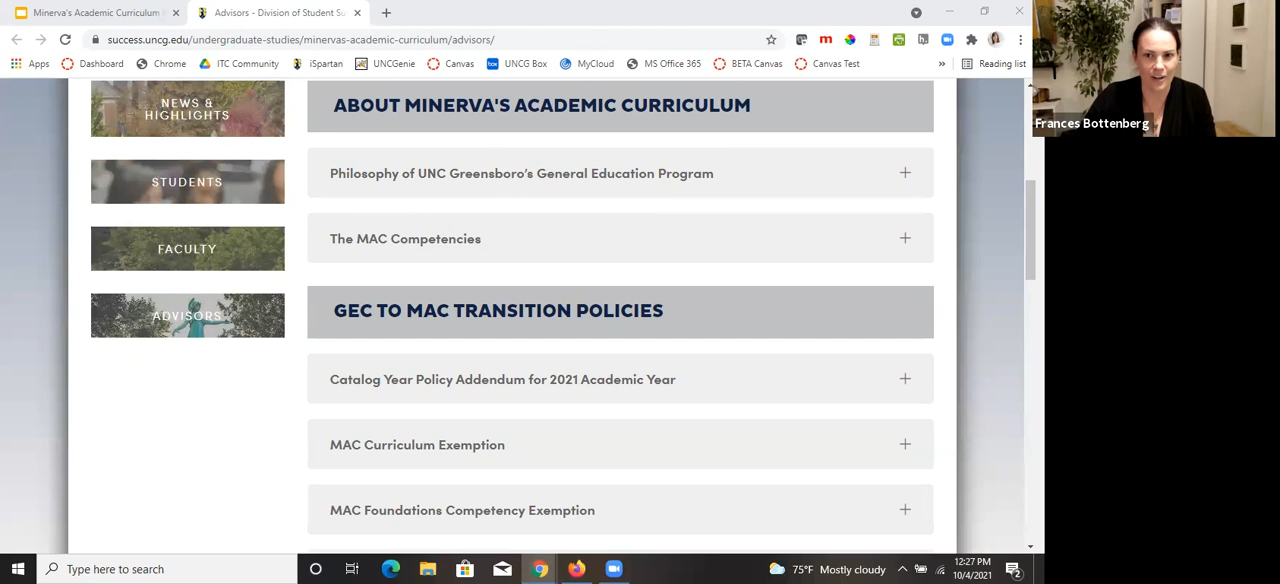 Minerva's Academic Curriculum
Advisors - Division of Student Su
success.uncg.edu/undergraduate-studies/minervas-academic-curriculum/advisors/
Apps
Dashboard
Chrome
ITC Community
iSpartan
UNCGenie
Canvas
UNCG Box
MyCloud
MS Office 365
BETA Canvas
Canvas Test
»
Reading list
Frances Bottenberg
NEWS &
HIGHLIGHTS
STUDENTS
FACULTY
ADVISORS
ABOUT MINERVA'S ACADEMIC CURRICULUM
Philosophy of UNC Greensboro's General Education Program
The MAC Competencies
GEC TO MAC TRANSITION POLICIES
Catalog Year Policy Addendum for 2021 Academic Year
MAC Curriculum Exemption
MAC Foundations Competency Exemption
Type here to search
75°F Mostly cloudy
12:27 PM
10/4/2021
2